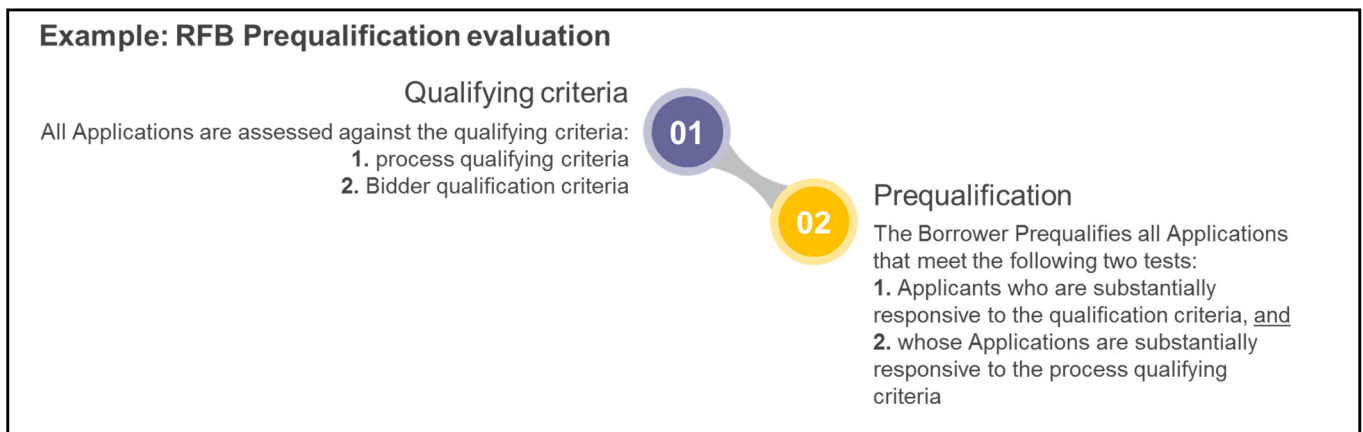 Example: RFB Prequalification evaluation
Qualifying criteria
All Applications are assessed against the qualifying criteria:
1. process qualifying criteria
2. Bidder qualification criteria
01
02
Prequalification
The Borrower Prequalifies all Applications
that meet the following two tests:
1. Applicants who are substantially
responsive to the qualification criteria, and
2. whose Applications are substantially
responsive to the process qualifying
criteria